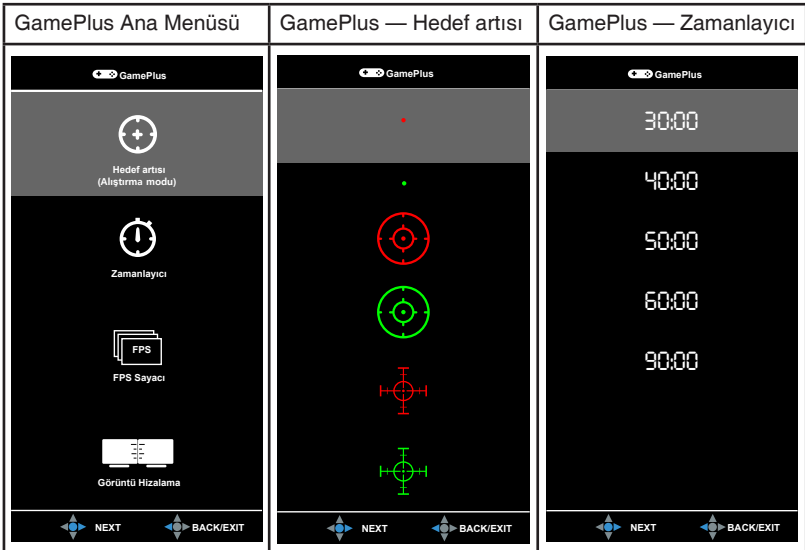 GamePlus Ana Menüsü
GamePlus — Hedef artısı
GamePlus — Zamanlayıcı
GamePlus
Hedef artısı
(Alıştırma modu)
Zamanlayıcı
FPS
FPS Sayacı
Görüntü Hizalama
NEXT BACK/EXIT
GamePlus
NEXT BACK/EXIT
GamePlus
30:00
40:00
50:00
60:00
90:00
NEXT BACK/EXIT